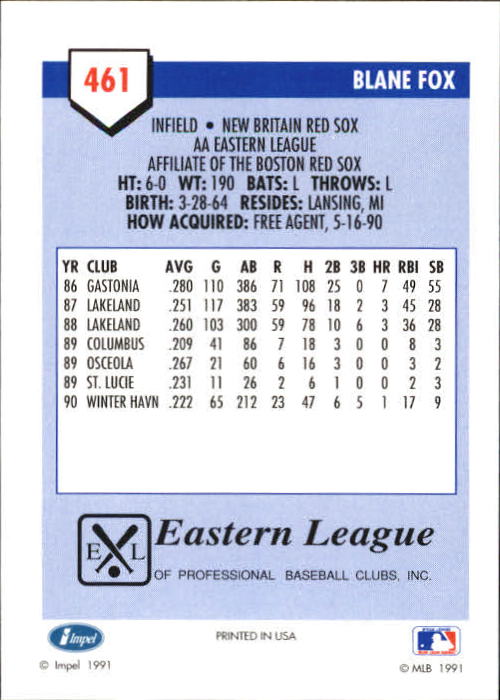 461
BLANE FOX
INFIELD • NEW BRITAIN RED SOX
AA EASTERN LEAGUE
AFFILIATE OF THE BOSTON RED SOX
HT: 6-0 WT: 190 BATS: L THROWS: L
BIRTH: 3-28-64 RESIDES: LANSING, MI
HOW ACQUIRED: FREE AGENT, 5-16-90
YR CLUB AVG G AB R H 2B 3B HR RBI SB
86 GASTONIA .280 110 386 71 108 25 0 7 49 55
87 LAKELAND .251 117 383 59 96 18 2 3 45 28
88 LAKELAND .260 103 300 59 78 10 6 3 36 28
89 COLUMBUS .209 41 86 7 18 3 0 0 8 3
89 OSCEOLA .267 21 60 6 16 3 0 0 3 2
89 ST. LUCIE .231 11 26 2 6 1 0 0 2 3
90 WINTER HAVN .222 65 212 23 47 6 5 1 17 9
E L
Eastern League
OF PROFESSIONAL BASEBALL CLUBS, INC.
Impel
PRINTED IN USA
© Impel 1991
© MLB 1991